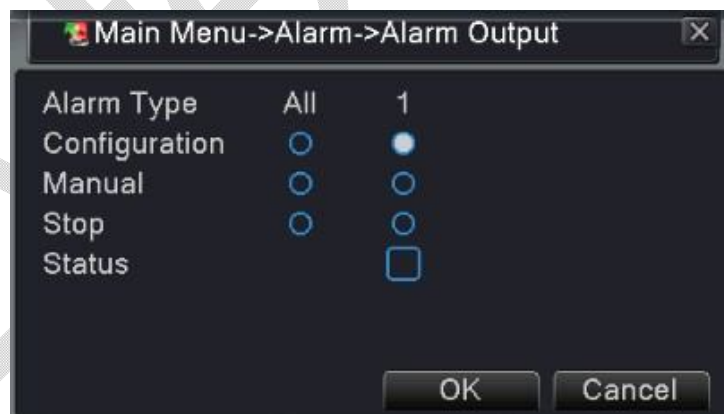 Main Menu->Alarm->Alarm Output
Alarm Type All 1
Configuration
Manual
Stop
Status
OK Cancel